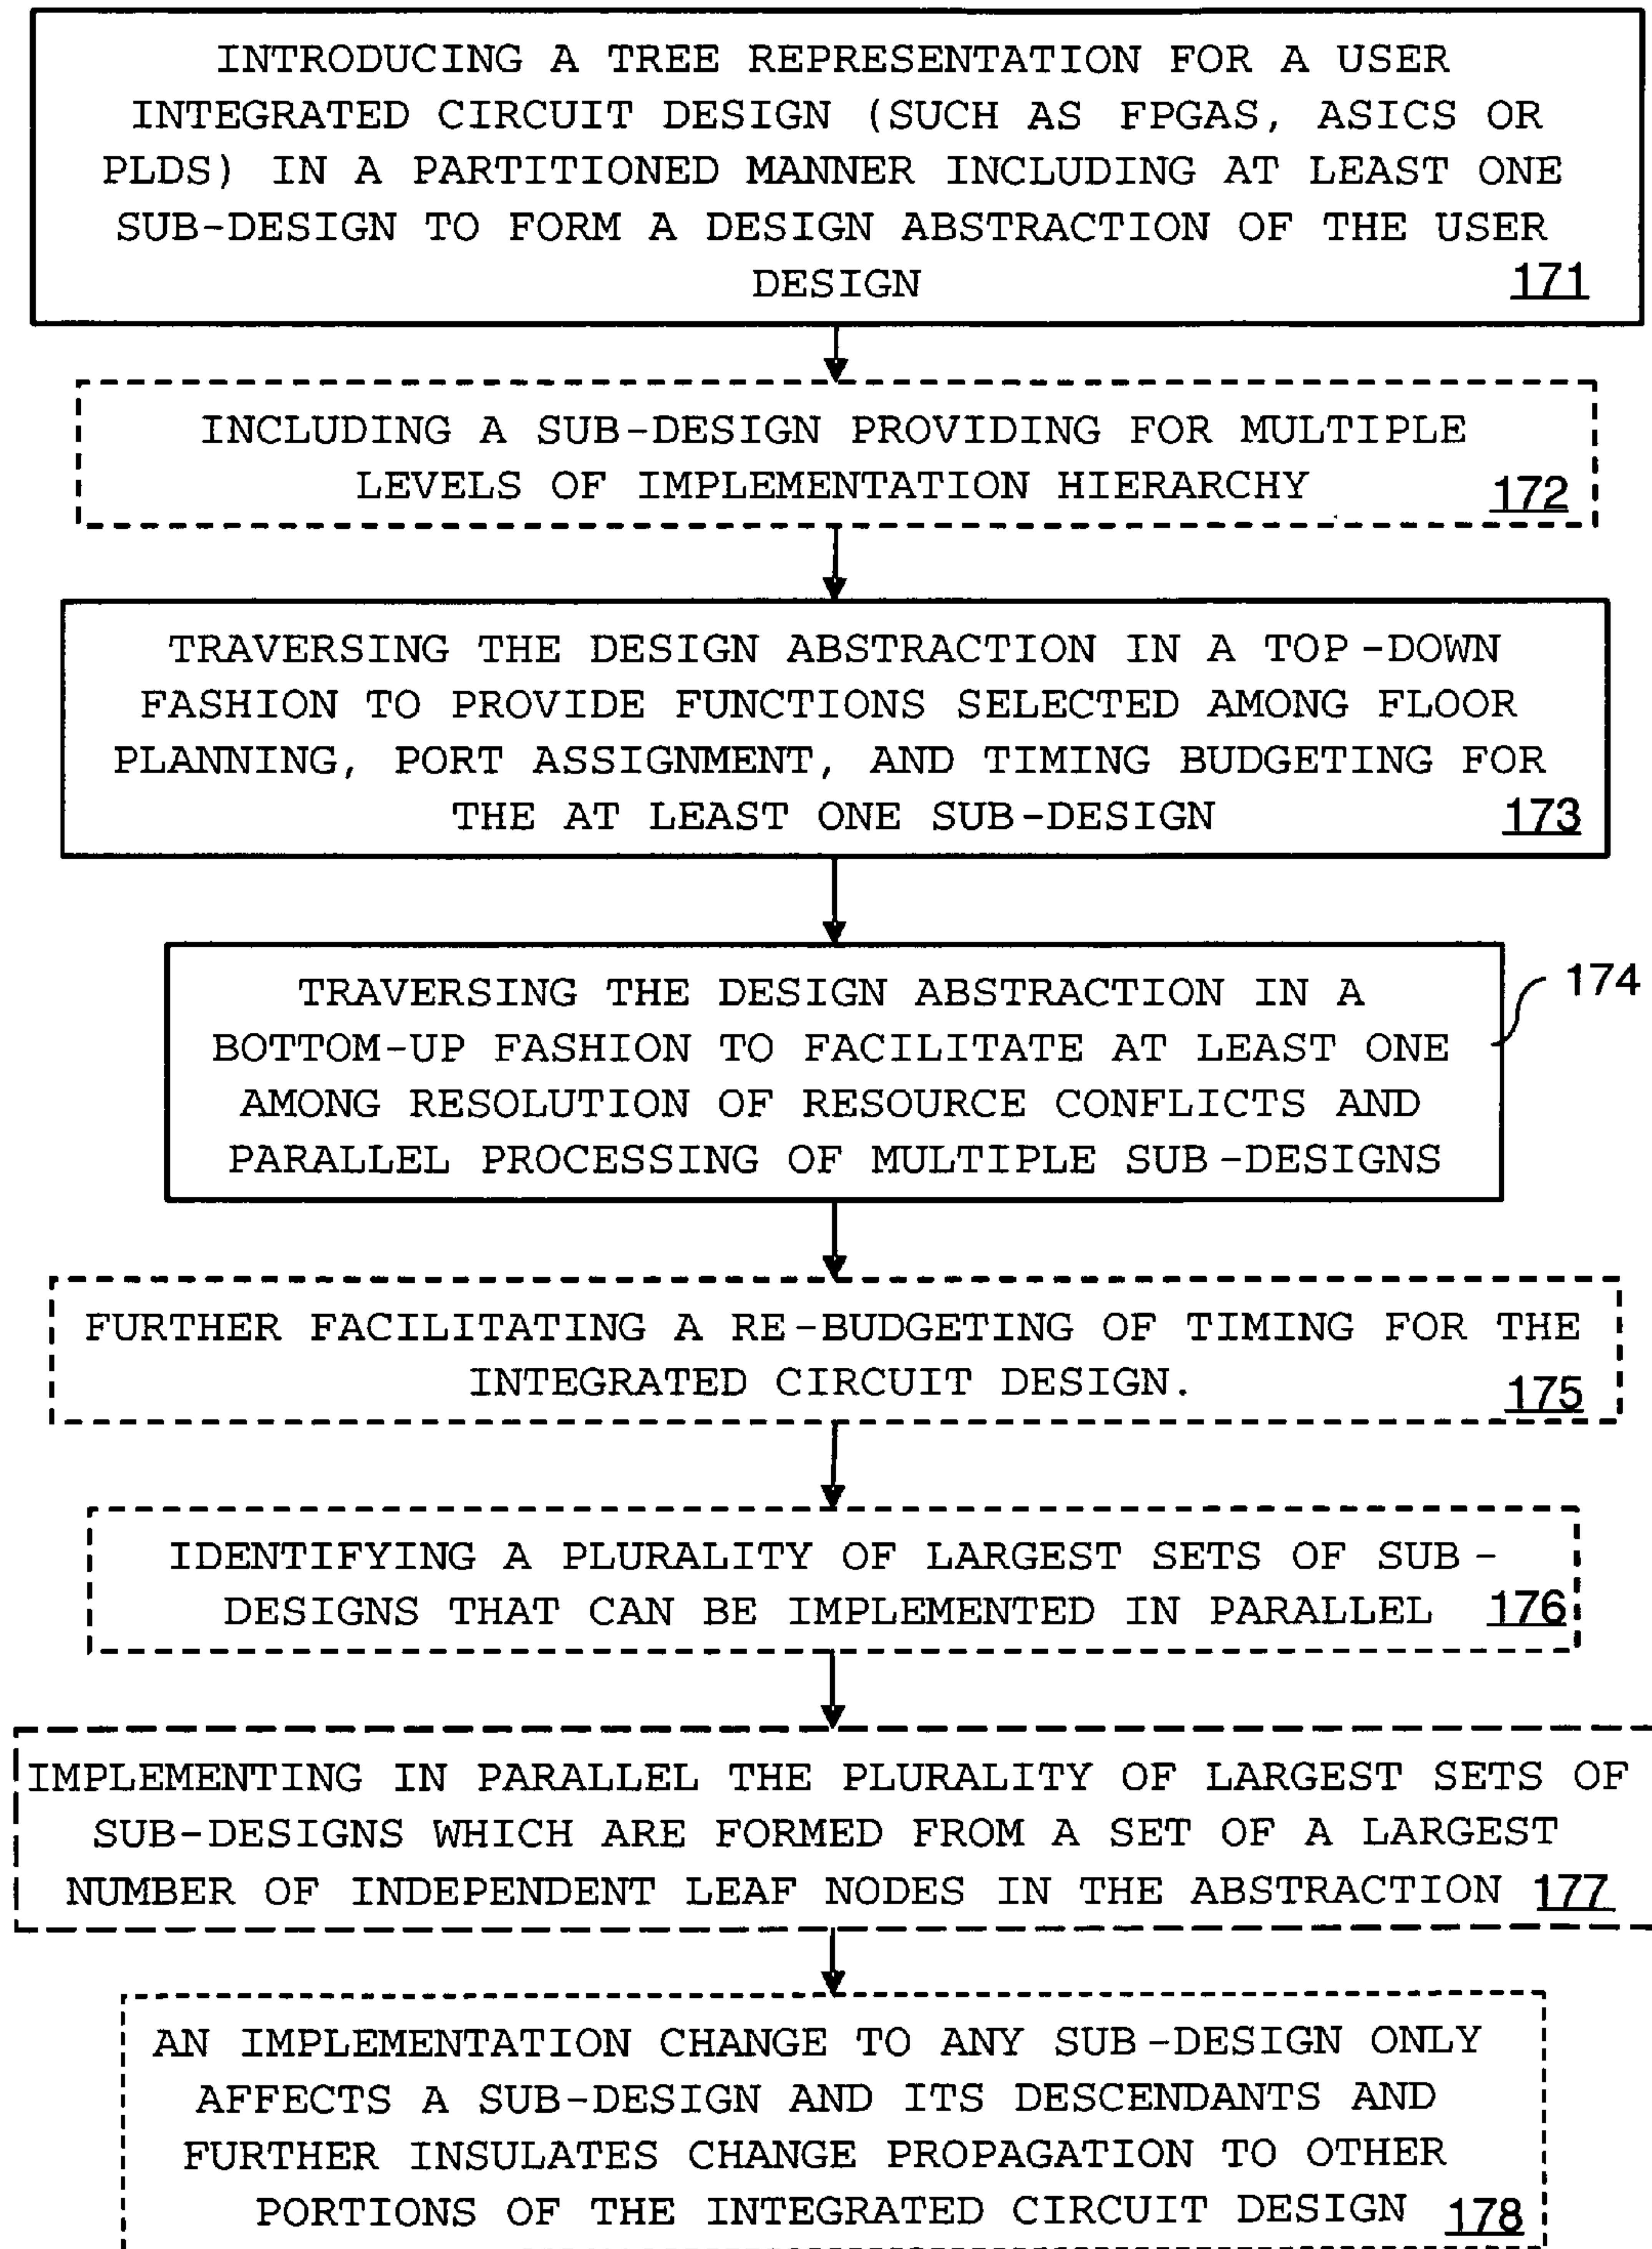 INTRODUCING A TREE REPRESENTATION FOR A USER
INTEGRATED CIRCUIT DESIGN (SUCH AS FPGAS, ASICS OR
PLDS) IN A PARTITIONED MANNER INCLUDING AT LEAST ONE
SUB-DESIGN TO FORM A DESIGN ABSTRACTION OF THE USER
DESIGN 171
INCLUDING A SUB-DESIGN PROVIDING FOR MULTIPLE
LEVELS OF IMPLEMENTATION HIERARCHY 172
TRAVERSING THE DESIGN ABSTRACTION IN A TOP-DOWN
FASHION TO PROVIDE FUNCTIONS SELECTED AMONG FLOOR
PLANNING, PORT ASSIGNMENT, AND TIMING BUDGETING FOR
THE AT LEAST ONE SUB-DESIGN 173
TRAVERSING THE DESIGN ABSTRACTION IN A 174
BOTTOM-UP FASHION TO FACILITATE AT LEAST ONE
AMONG RESOLUTION OF RESOURCE CONFLICTS AND
PARALLEL PROCESSING OF MULTIPLE SUB-DESIGNS
FURTHER FACILITATING A RE-BUDGETING OF TIMING FOR THE
INTEGRATED CIRCUIT DESIGN. 175
IDENTIFYING A PLURALITY OF LARGEST SETS OF SUB-
DESIGNS THAT CAN BE IMPLEMENTED IN PARALLEL 176
IMPLEMENTING IN PARALLEL THE PLURALITY OF LARGEST SETS OF
SUB-DESIGNS WHICH ARE FORMED FROM A SET OF A LARGEST
NUMBER OF INDEPENDENT LEAF NODES IN THE ABSTRACTION 177
AN IMPLEMENTATION CHANGE TO ANY SUB-DESIGN ONLY
AFFECTS A SUB-DESIGN AND ITS DESCENDANTS AND
FURTHER INSULATES CHANGE PROPAGATION TO OTHER
PORTIONS OF THE INTEGRATED CIRCUIT DESIGN 178